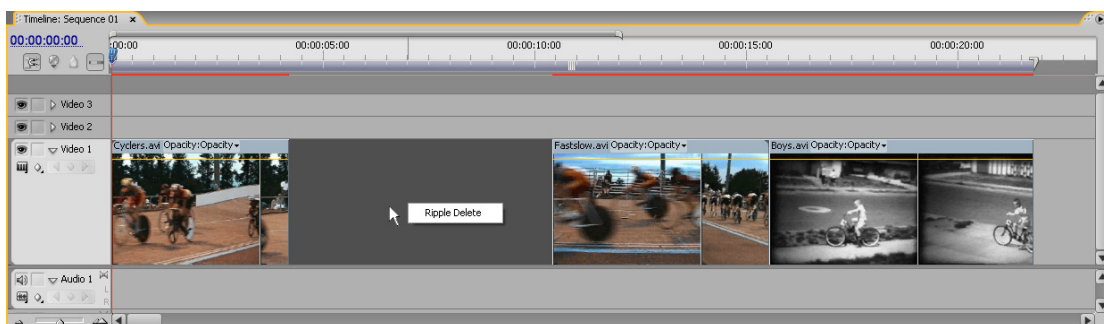 Timeline: Sequence 01 ×
00:00:00:00
:00:00 00:00:05:00 00:00:10:00 00:00:15:00 00:00:20:00
Video 3
Video 2
Video 1
Cyclers.avi Opacity:Opacity
Fastslow.avi Opacity:Opacity
Boys.avi Opacity:Opacity
Ripple Delete
Audio 1
L
R